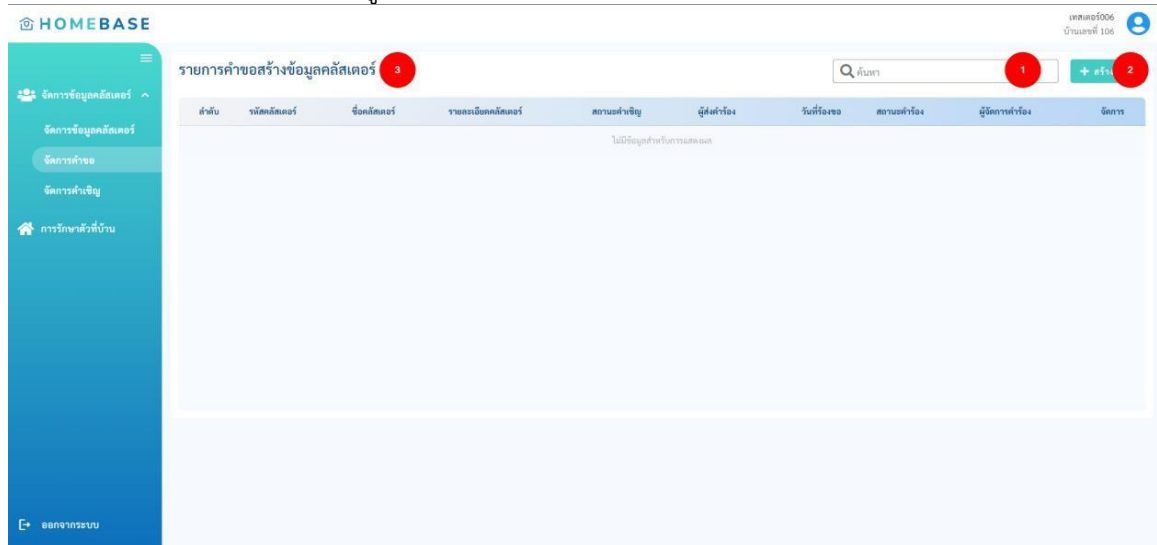 HOMEBASE
เทสเตอร์006
บ้านเลขที่ 106
รายการคำขอสร้างข้อมูลคลัสเตอร์ 3
ค้นหา 1
+ สร้าง 2
จัดการข้อมูลคลัสเตอร์
จัดการข้อมูลคลัสเตอร์
จัดการคำขอ
จัดการคำเชิญ
การรักษาตัวที่บ้าน
ลำดับ รหัสคลัสเตอร์ ชื่อคลัสเตอร์ รายละเอียดคลัสเตอร์ สถานะคำเชิญ ผู้ส่งคำร้อง วันที่ร้องขอ สถานะคำร้อง ผู้จัดการคำร้อง จัดการ
ไม่มีข้อมูลสำหรับการแสดงผล
ออกจากระบบ